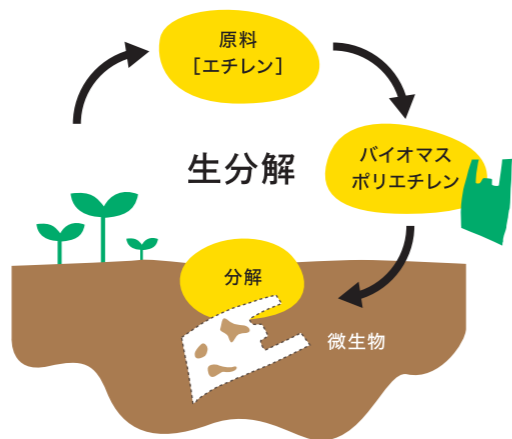 原料
[エチレン]
バイオマス
ポリエチレン
生分解
分解
微生物